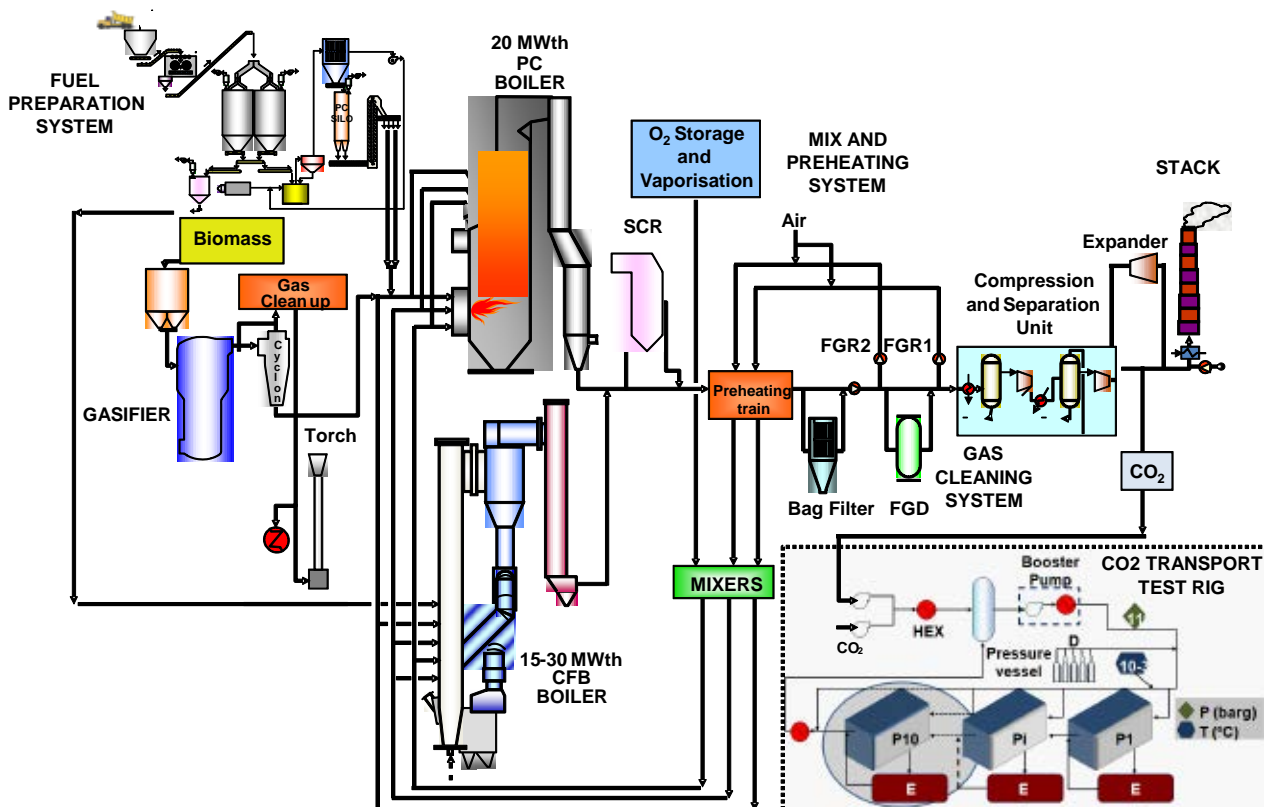 20 MWth
PC
BOILER
FUEL
PREPARATION
SYSTEM
PC
SILO
O₂ Storage
and
Vaporisation
MIX AND
PREHEATING
SYSTEM
STACK
SCR
Air
Expander
Biomass
Gas
Clean up
Compression
and Separation
Unit
Cyclon
FGR2
FGR1
Preheating
train
GASIFIER
Torch
GAS
CLEANING
SYSTEM
CO₂
Bag Filter
FGD
MIXERS
15-30 MWth
CFB
BOILER
CO2 TRANSPORT
TEST RIG
Booster
Pump
HEX
CO₂
D
Pressure
vessel
P (barg)
T (ºC)
P10
Pi
P1
E
E
E